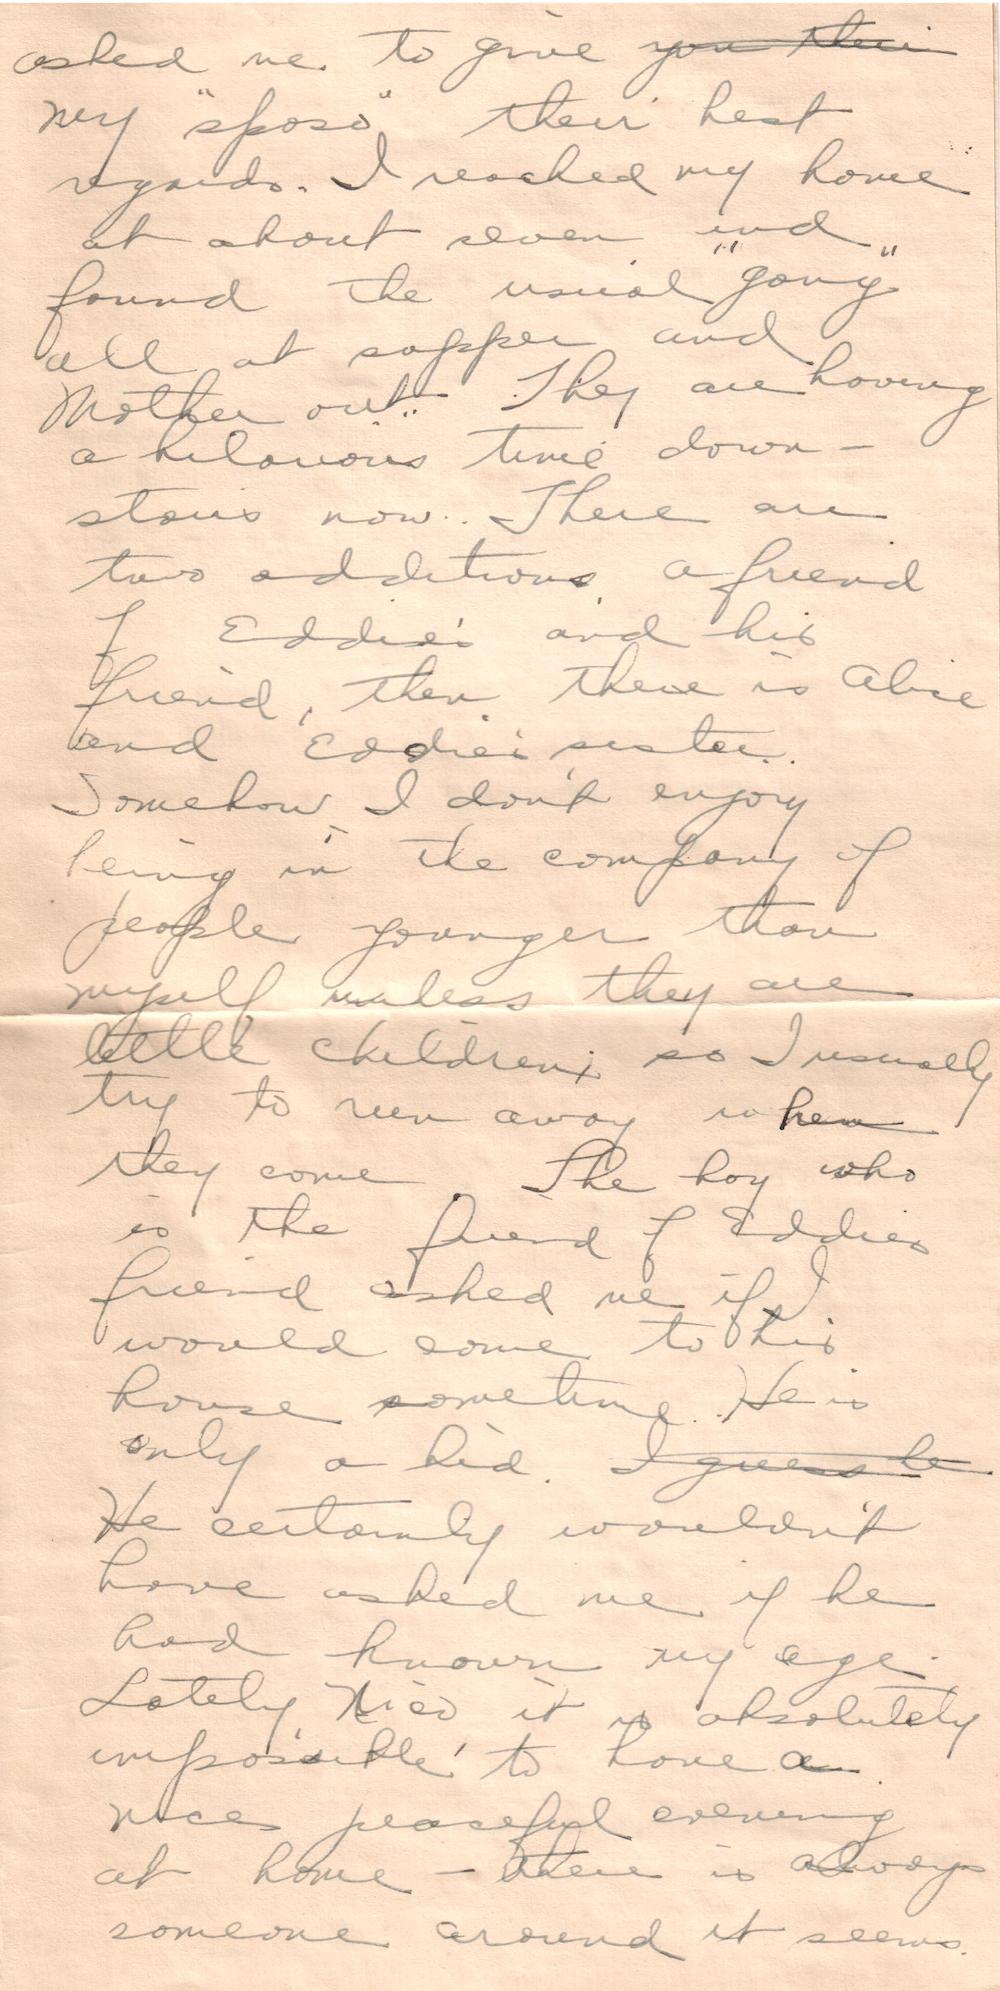 asked me to give ~~you their~~
my "sposo" their best
regards. I reached my home
at about seven and
found the usual "gang"
all at supper and
Mother out. They are having
a hilarious time down-
stairs now. There are
two additions, a friend
of Eddie's and his
friend, then there is Alice
and Eddie's sister.
Somehow, I don't enjoy
being in the company of
people younger than
myself unless they are
little children; so I usually
try to run away when
they come. The boy who
is the friend of Eddies
friend asked me if I
would come to his
house sometime. He is
only a kid. ~~I guess he~~
He certainly wouldn't
have asked me if he
had known my age.
Lately, Nico it is absolutely
impossible to have a
nice, peaceful evening
at home - there is always
someone around it seems.